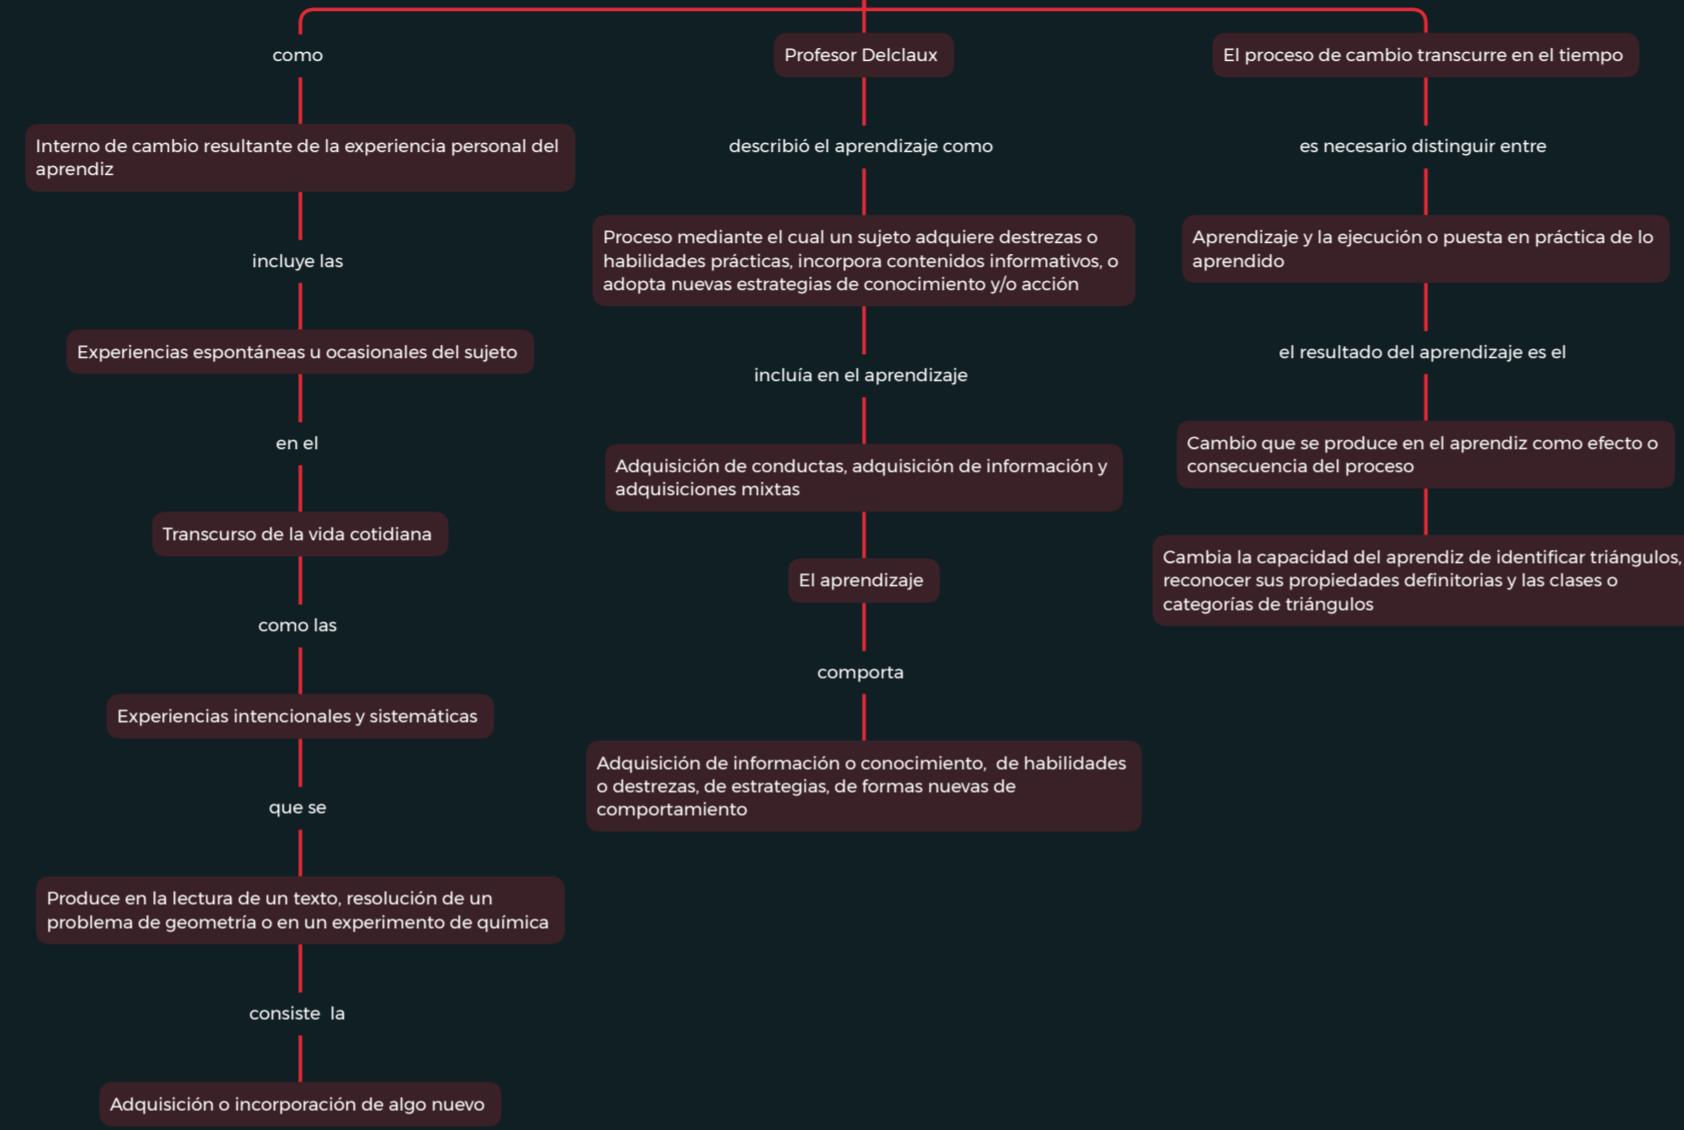 como
Interno de cambio resultante de la experiencia personal del
aprendiz
incluye las
Experiencias espontáneas u ocasionales del sujeto
en el
Transcurso de la vida cotidiana
como las
Experiencias intencionales y sistemáticas
que se
Produce en la lectura de un texto, resolución de un
problema de geometría o en un experimento de química
consiste  la
Adquisición o incorporación de algo nuevo
Profesor Delclaux
describió el aprendizaje como
Proceso mediante el cual un sujeto adquiere destrezas o
habilidades prácticas, incorpora contenidos informativos, o
adopta nuevas estrategias de conocimiento y/o acción
incluía en el aprendizaje
Adquisición de conductas, adquisición de información y
adquisiciones mixtas
El aprendizaje
comporta
Adquisición de información o conocimiento,  de habilidades
o destrezas, de estrategias, de formas nuevas de
comportamiento
El proceso de cambio transcurre en el tiempo
es necesario distinguir entre
Aprendizaje y la ejecución o puesta en práctica de lo
aprendido
el resultado del aprendizaje es el
Cambio que se produce en el aprendiz como efecto o
consecuencia del proceso
Cambia la capacidad del aprendiz de identificar triángulos,
reconocer sus propiedades definitorias y las clases o
categorías de triángulos